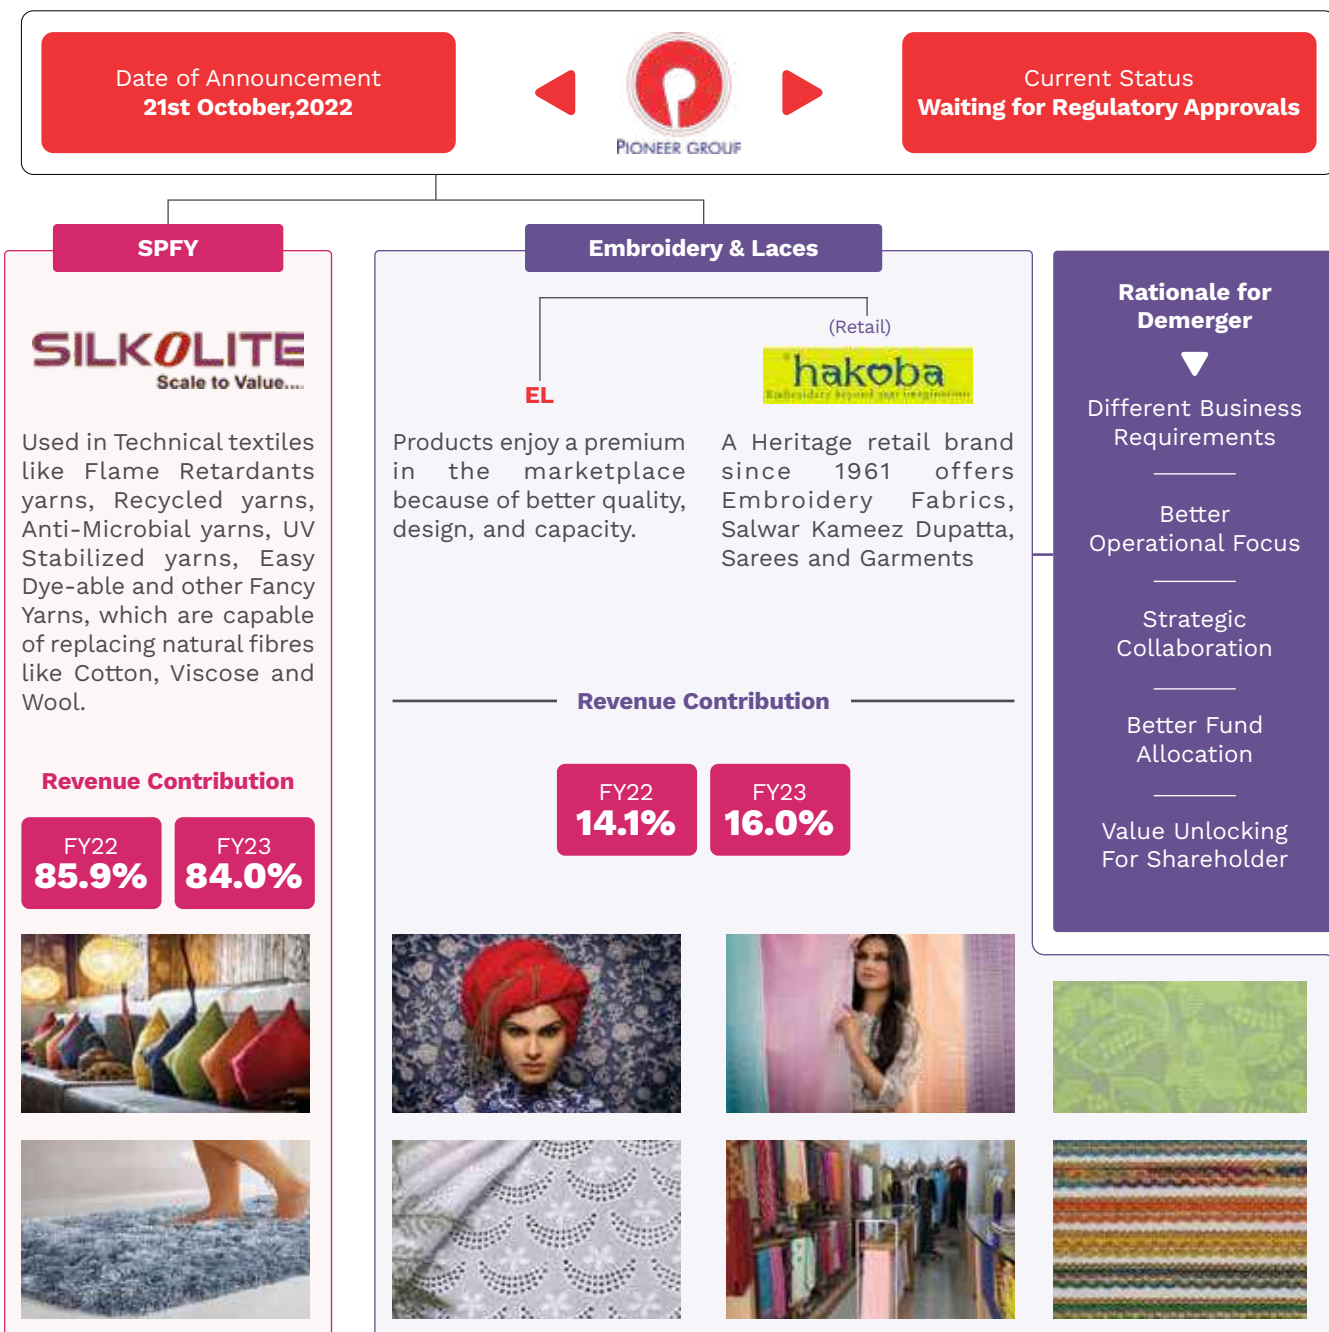 Date of Announcement
21st October,2022
PIONEER GROUP
Current Status
Waiting for Regulatory Approvals
SPFY
SILKOLITE
Scale to Value....
Used in Technical textiles
like Flame Retardants
yarns, Recycled yarns,
Anti-Microbial yarns, UV
Stabilized yarns, Easy
Dye-able and other Fancy
Yarns, which are capable
of replacing natural fibres
like Cotton, Viscose and
Wool.
Revenue Contribution
FY22
85.9%
FY23
84.0%
Embroidery & Laces
EL
Products enjoy a premium
in the marketplace
because of better quality,
design, and capacity.
(Retail)
hakoba
Embroidery beyond your imagination
A Heritage retail brand
since 1961 offers
Embroidery Fabrics,
Salwar Kameez Dupatta,
Sarees and Garments
Revenue Contribution
FY22
14.1%
FY23
16.0%
Rationale for
Demerger
Different Business
Requirements
Better
Operational Focus
Strategic
Collaboration
Better Fund
Allocation
Value Unlocking
For Shareholder